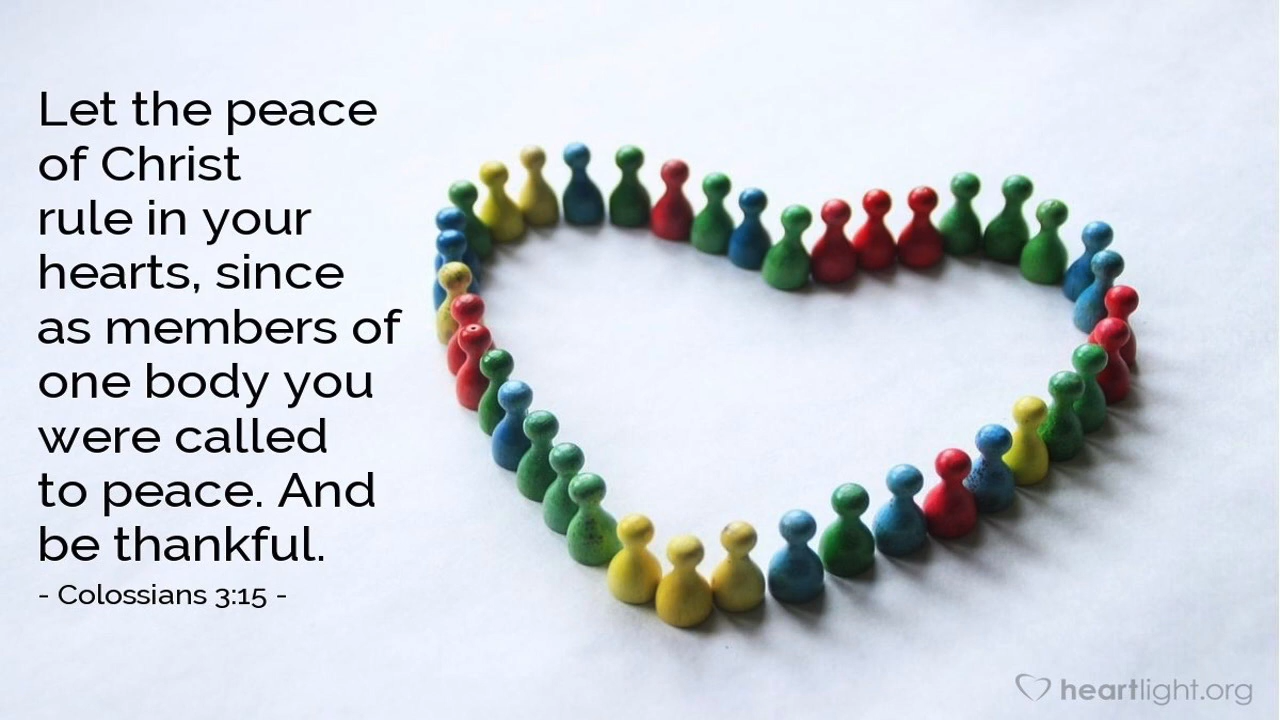 Let the peace
of Christ
rule in your
hearts, since
as members of
one body you
were called
to peace. And
be thankful.
- Colossians 3:15 -
heartlight.org